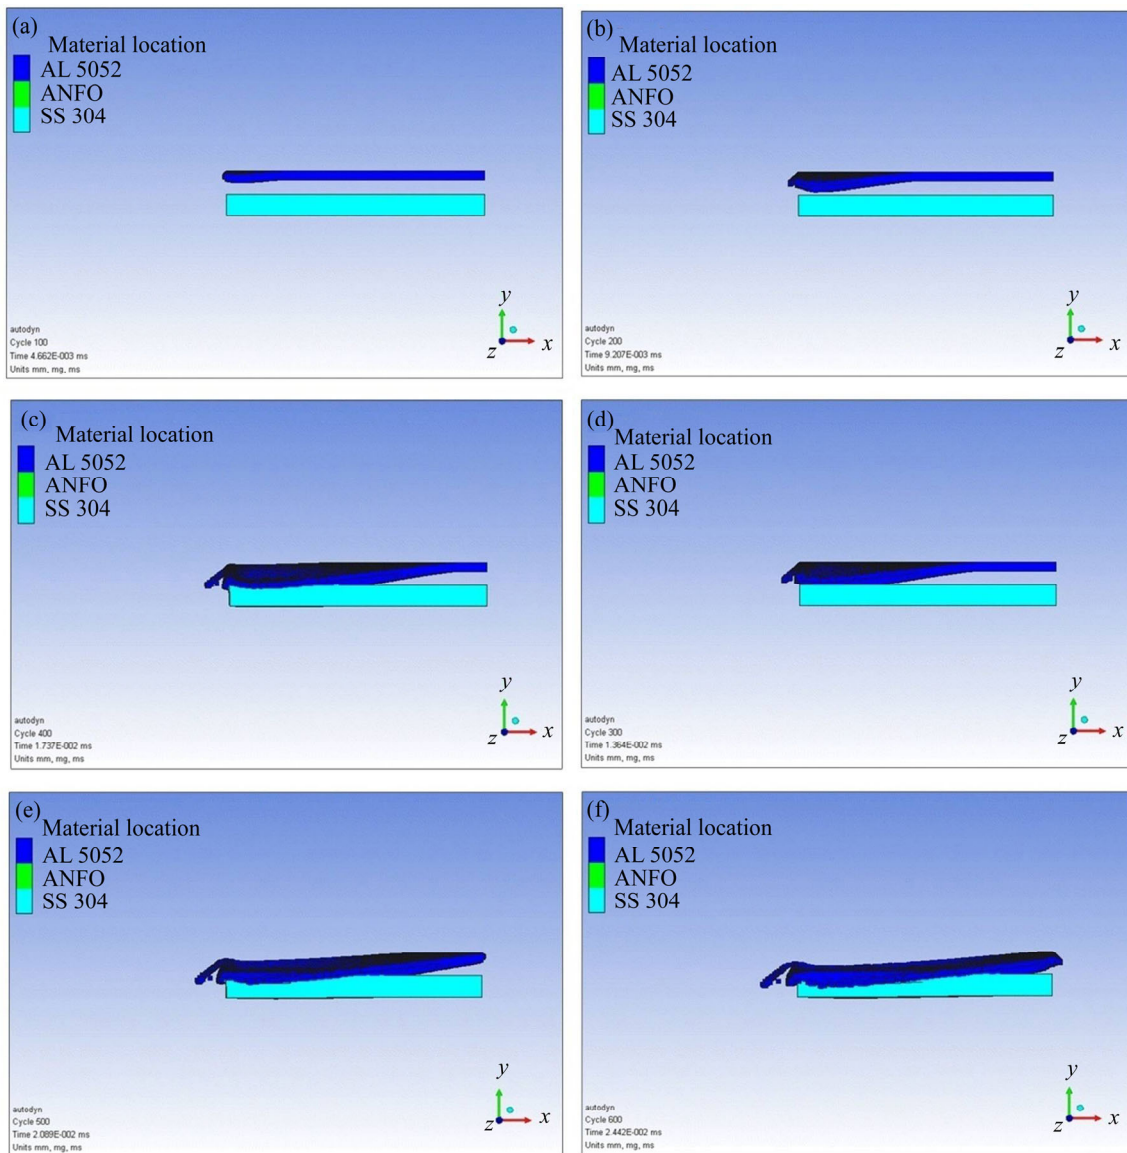 (a)
Material location
AL 5052
ANFO
SS 304
y
z
x
autodyn
Cycle 100
Time 4.662E-003 ms
Units mm, mg, ms
(b)
Material location
AL 5052
ANFO
SS 304
y
z
x
autodyn
Cycle 200
Time 9.207E-003 ms
Units mm, mg, ms
(c)
Material location
AL 5052
ANFO
SS 304
y
z
x
autodyn
Cycle 400
Time 1.737E-002 ms
Units mm, mg, ms
(d)
Material location
AL 5052
ANFO
SS 304
y
z
x
autodyn
Cycle 300
Time 1.364E-002 ms
Units mm, mg, ms
(e)
Material location
AL 5052
ANFO
SS 304
y
z
x
autodyn
Cycle 500
Time 2.089E-002 ms
Units mm, mg, ms
(f)
Material location
AL 5052
ANFO
SS 304
y
z
x
autodyn
Cycle 600
Time 2.442E-002 ms
Units mm, mg, ms